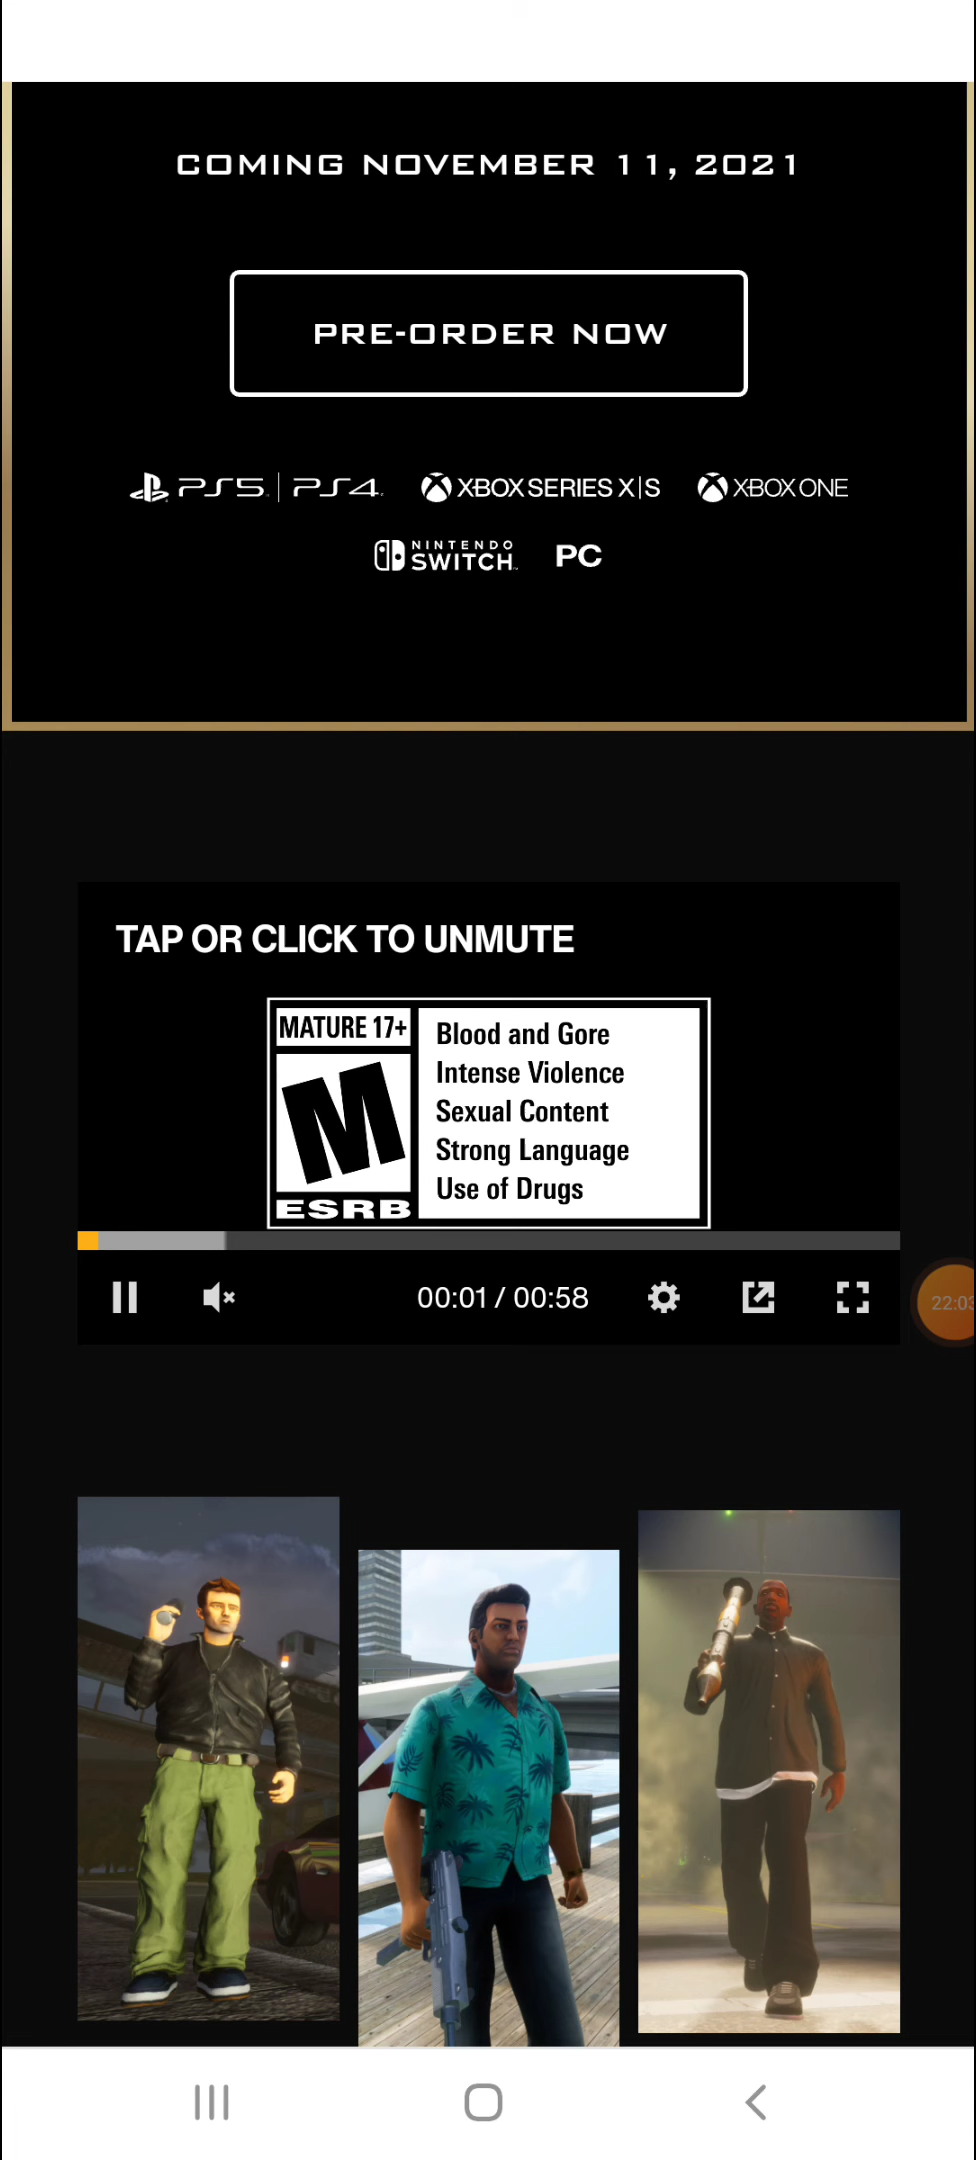 COMING NOVEMBER 11, 2021
PRE-ORDER NOW
PS5 | PS4
XBOX SERIES X|S
XBOX ONE
NINTENDO
SWITCH
PC
TAP OR CLICK TO UNMUTE
MATURE 17+
M
ESRB
Blood and Gore
Intense Violence
Sexual Content
Strong Language
Use of Drugs
00:01 / 00:58
22:03